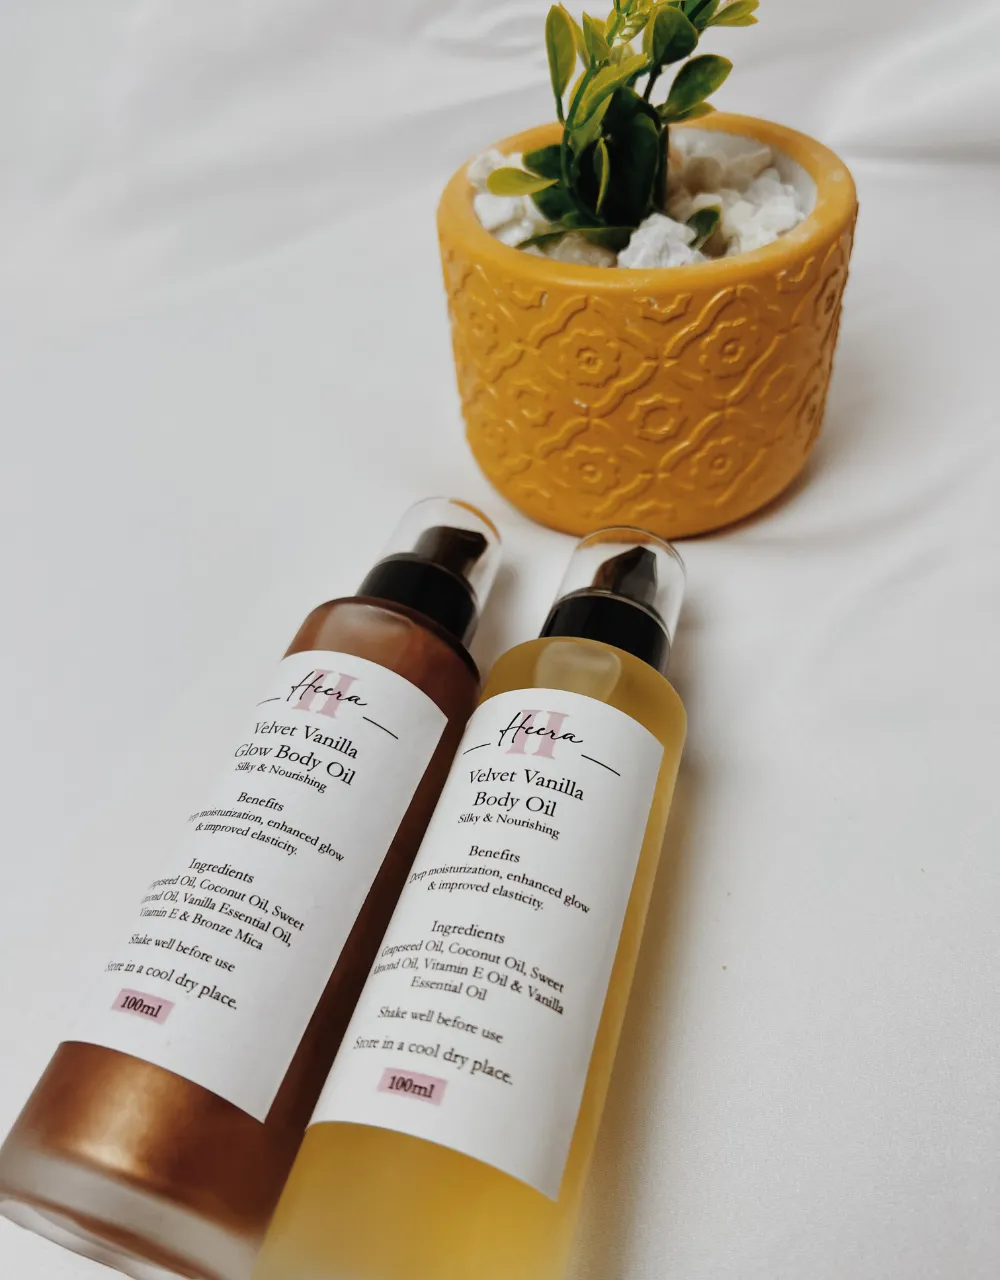 H
Heera
Velvet Vanilla
Glow Body Oil
Silky & Nourishing
Benefits
moisturization, enhanced glow
& improved elasticity.
Ingredients
Oil, Coconut Oil, Sweet
Oil, Vanilla Essential Oil,
Vitamin E & Bronze Mica
Shake well before use
Store in a cool dry place.
100ml
H
Heera
Velvet Vanilla
Body Oil
Silky & Nourishing
Benefits
Deep moisturization, enhanced glow
& improved elasticity.
Ingredients
Grapeseed Oil, Coconut Oil, Sweet
Almond Oil, Vitamin E Oil & Vanilla
Essential Oil
Shake well before use
Store in a cool dry place.
100ml